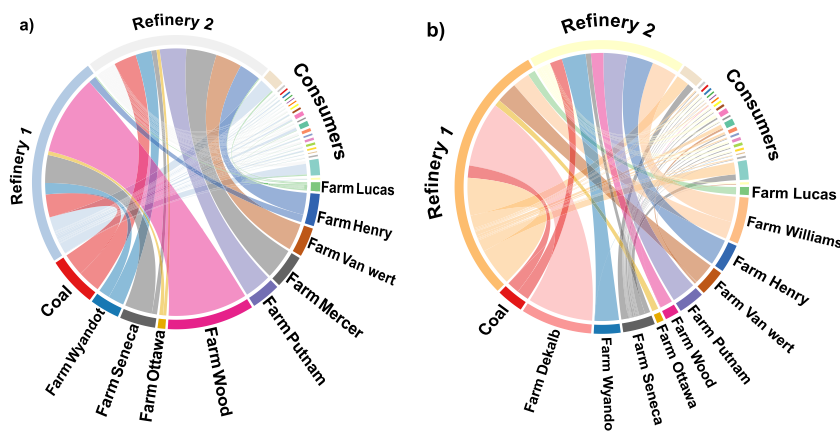 a)
Refinery 2
Refinery 1
Consumers
Farm Lucas
Farm Henry
Farm Van wert
Farm Mercer
Farm Putnam
Farm Wood
Farm Ottawa
Farm Seneca
Farm Wyandot
Coal
b)
Refinery 2
Refinery 1
Consumers
Farm Lucas
Farm Williams
Farm Henry
Farm Van wert
Farm Putnam
Farm Wood
Farm Ottawa
Farm Seneca
Farm Wyando
Farm Dekalb
Coal